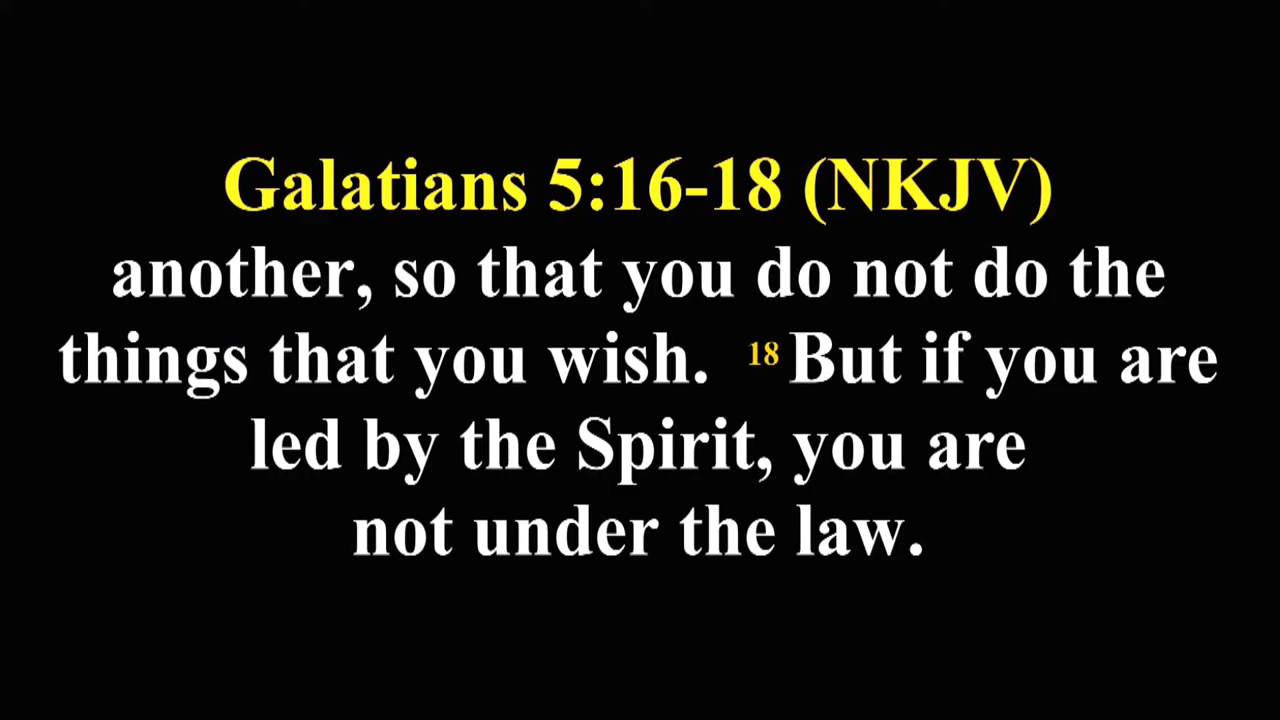 Galatians 5:16-18 (NKJV)
another, so that you do not do the
things that you wish. 18 But if you are
led by the Spirit, you are
not under the law.